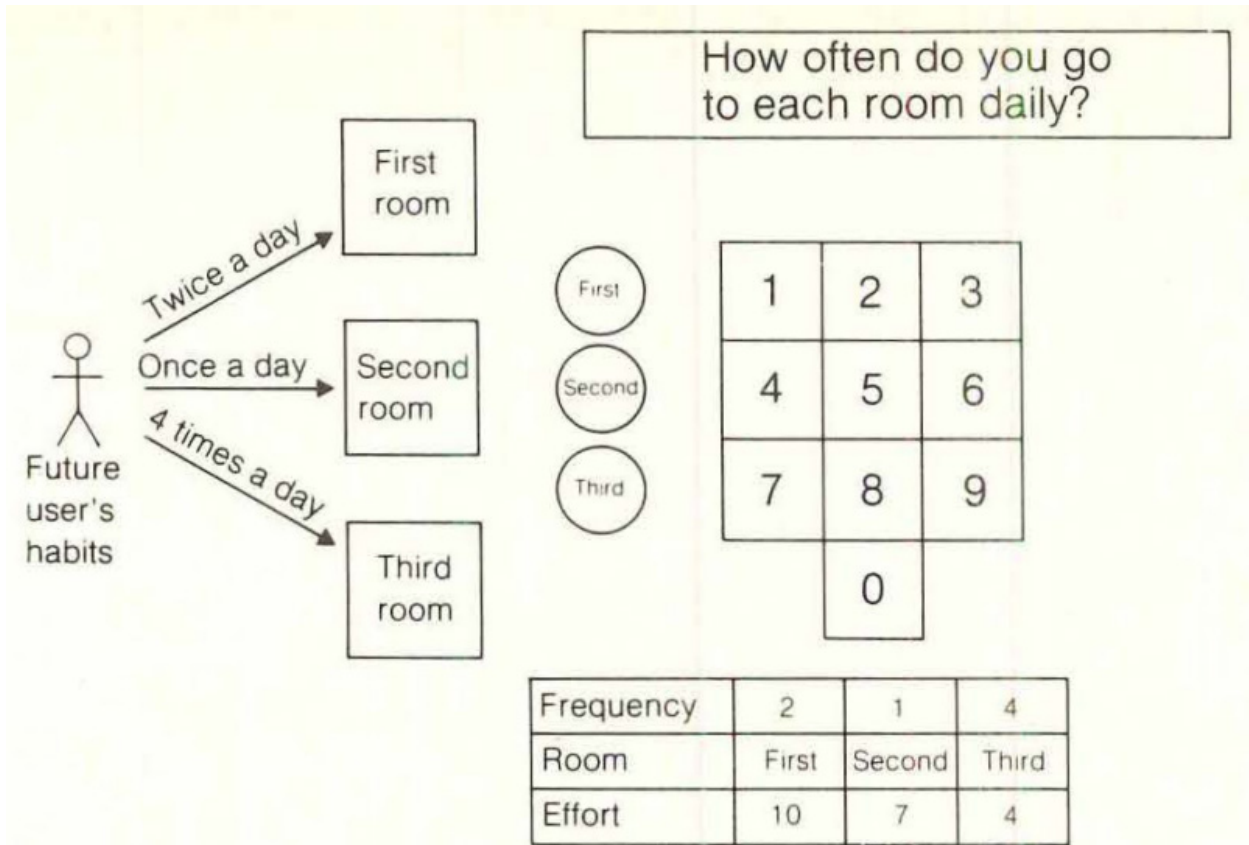 How often do you go
to each room daily?
First
room
Twice a day
Once a day
Second
room
4 times a day
Future
user's
habits
Third
room
First
Second
Third
1 2 3
4 5 6
7 8 9
0
Frequency 2 1 4
Room First Second Third
Effort 10 7 4